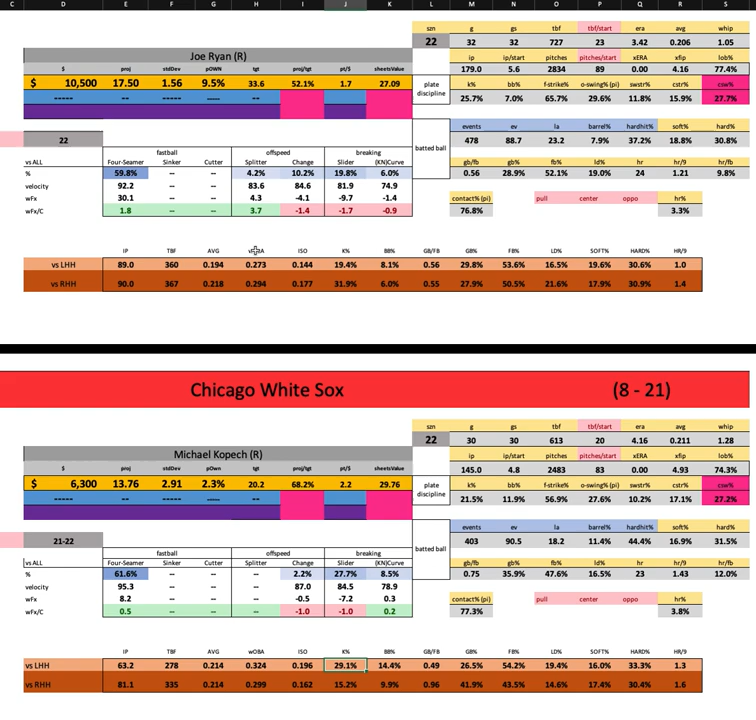 C D E F G H I J K L M N O P Q R S
szn g gs tbf tbf/start era avg whip
22 32 32 727 23 3.42 0.206 1.05
Joe Ryan (R)
ip ip/start pitches pitches/start xERA xfip lob%
179.0 5.6 2834 89 0.00 4.16 77.4%
$ proj stdDev pOWN tgt proj/tgt pt/$ sheetsValue
$ 10,500 17.50 1.56 9.5% 33.6 52.1% 1.7 27.09
plate discipline k% bb% f-strike% o-swing% (pi) swstr% cstr% csw%
----- -- ----- ---- --
25.7% 7.0% 65.7% 29.6% 11.8% 15.9% 27.7%
events ev la barrel% hardhit% soft% hard%
22 478 88.7 23.2 7.9% 37.2% 18.8% 30.8%
fastball offspeed breaking
batted ball
vs ALL Four-Seamer Sinker Cutter Splitter Change Slider (KN)Curve
gb/fb gb% fb% ld% hr hr/9 hr/fb
% 59.8% -- -- 4.2% 10.2% 19.8% 6.0%
0.56 28.9% 52.1% 19.0% 24 1.21 9.8%
velocity 92.2 -- -- 83.6 84.6 81.9 74.9
wFx 30.1 -- -- 4.3 -4.1 -9.7 -1.4
contact% (pi) pull center oppo hr%
wFx/C 1.8 -- -- 3.7 -1.4 -1.7 -0.9
76.8% 3.3%
IP TBF AVG ISO K% BB% GB/FB GB% FB% LD% SOFT% HARD% HR/9
vs LHH 89.0 360 0.194 0.273 0.144 19.4% 8.1% 0.56 29.8% 53.6% 16.5% 19.6% 30.6% 1.0
vs RHH 90.0 367 0.218 0.294 0.177 31.9% 6.0% 0.55 27.9% 50.5% 21.6% 17.9% 30.9% 1.4
Chicago White Sox (8 - 21)
szn g gs tbf tbf/start era avg whip
22 30 30 613 20 4.16 0.211 1.28
Michael Kopech (R)
ip ip/start pitches pitches/start xERA xfip lob%
145.0 4.8 2483 83 0.00 4.93 74.3%
$ proj stdDev pOwn tgt proj/tgt pt/$ sheetsValue
$ 6,300 13.76 2.91 2.3% 20.2 68.2% 2.2 29.76
plate discipline k% bb% f-strike% o-swing% (pi) swstr% cstr% csw%
----- -- ----- ---- --
21.5% 11.9% 56.9% 27.6% 10.2% 17.1% 27.2%
events ev la barrel% hardhit% soft% hard%
21-22 403 90.5 18.2 11.4% 44.4% 16.9% 31.5%
fastball offspeed breaking
batted ball
vs ALL Four-Seamer Sinker Cutter Splitter Change Slider (KN)Curve
gb/fb gb% fb% ld% hr hr/9 hr/fb
% 61.6% -- -- -- 2.2% 27.7% 8.5%
0.75 35.9% 47.6% 16.5% 23 1.43 12.0%
velocity 95.3 -- -- -- 87.0 84.5 78.9
wFx 8.2 -- -- -- -0.5 -7.2 0.3
contact% (pi) pull center oppo hr%
wFx/C 0.5 -- -- -- -1.0 -1.0 0.2
77.3% 3.8%
IP TBF AVG wOBA ISO K% BB% GB/FB GB% FB% LD% SOFT% HARD% HR/9
vs LHH 63.2 278 0.214 0.324 0.196 29.1% 14.4% 0.49 26.5% 54.2% 19.4% 16.0% 33.3% 1.3
vs RHH 81.1 335 0.214 0.299 0.162 15.2% 9.9% 0.96 41.9% 43.5% 14.6% 17.4% 30.4% 1.6